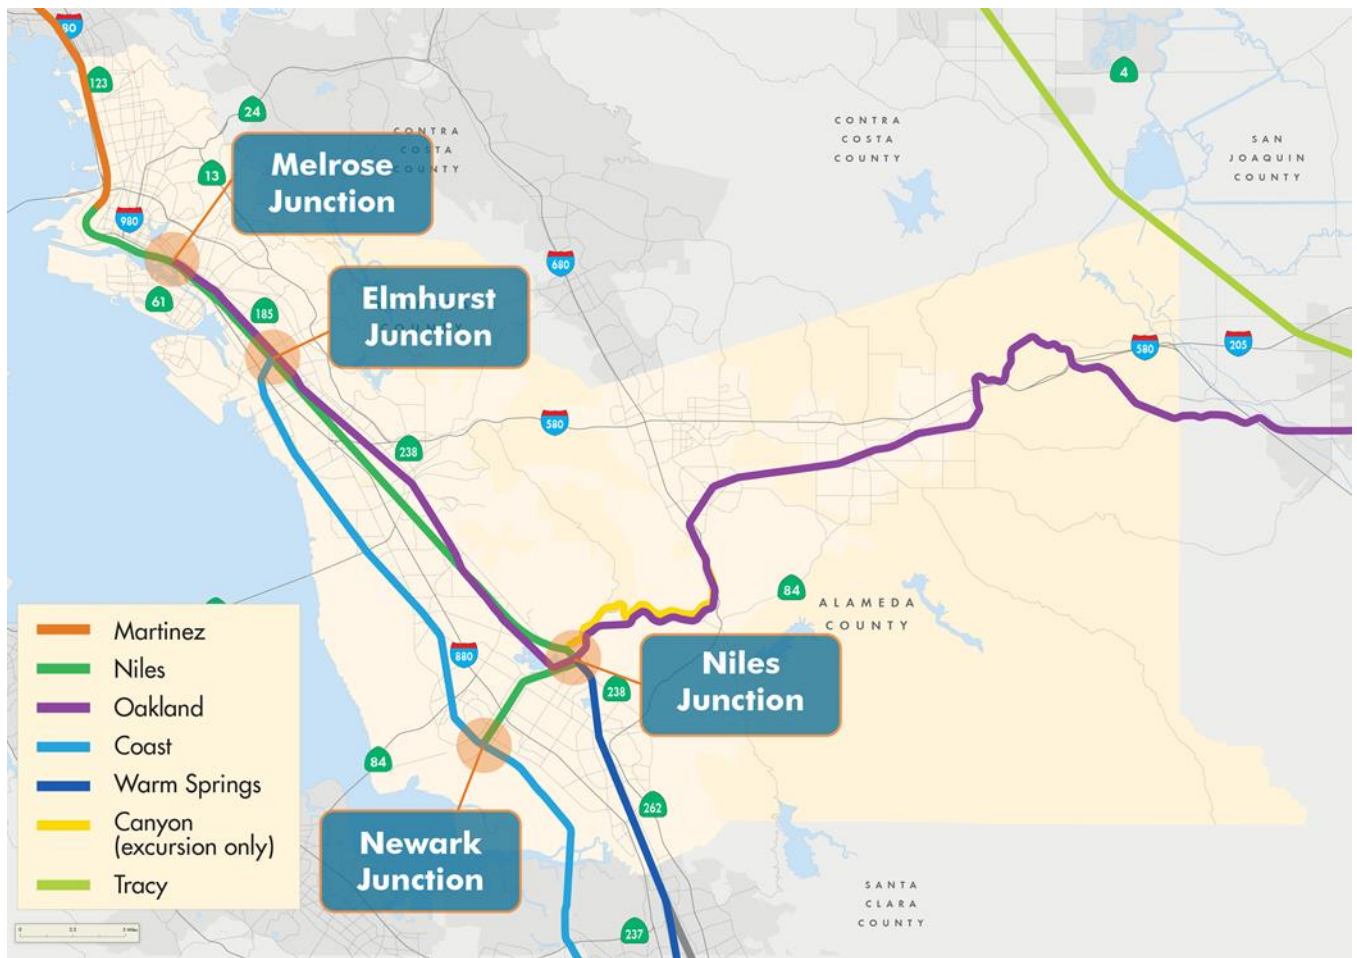 80
123
24
4
CONTRA
COSTA
COUNTY
CONTRA
COSTA
COUNTY
SAN
JOAQUIN
COUNTY
Melrose
Junction
13
980
680
61
185
Elmhurst
Junction
580
205
580
238
84
ALAMEDA
COUNTY
880
Niles
Junction
238
84
262
Newark
Junction
SANTA
CLARA
COUNTY
237
Martinez
Niles
Oakland
Coast
Warm Springs
Canyon
(excursion only)
Tracy